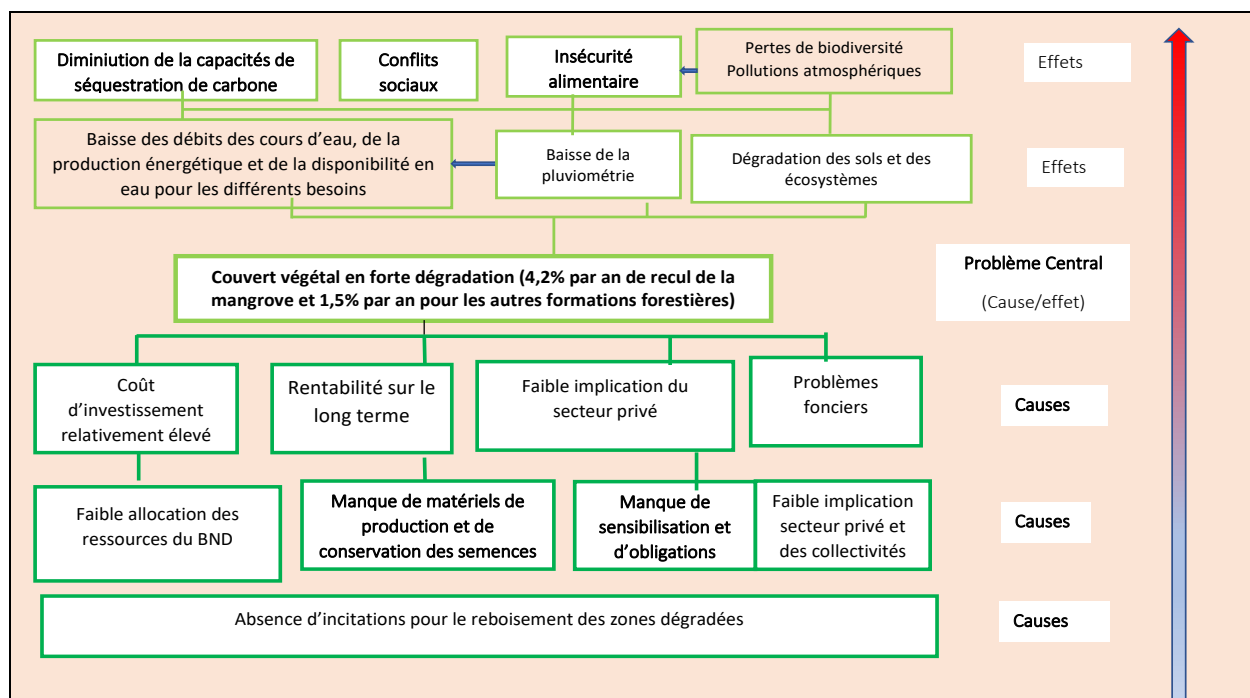 Diminiution de la capacités de
séquestration de carbone
Conflits
sociaux
Insécurité
alimentaire
Pertes de biodiversité
Pollutions atmosphériques
Effets
Baisse des débits des cours d’eau, de la
production énergétique et de la disponibilité en
eau pour les différents besoins
Baisse de la
pluviométrie
Dégradation des sols et des
écosystèmes
Effets
Couvert végétal en forte dégradation (4,2% par an de recul de la
mangrove et 1,5% par an pour les autres formations forestières)
Problème Central
(Cause/effet)
Coût
d’investissement
relativement élevé
Rentabilité sur le
long terme
Faible implication du
secteur privé
Problèmes
fonciers
Causes
Faible allocation des
ressources du BND
Manque de matériels de
production et de
conservation des semences
Manque de
sensibilisation et
d’obligations
Faible implication
secteur privé et
des collectivités
Causes
Absence d’incitations pour le reboisement des zones dégradées
Causes